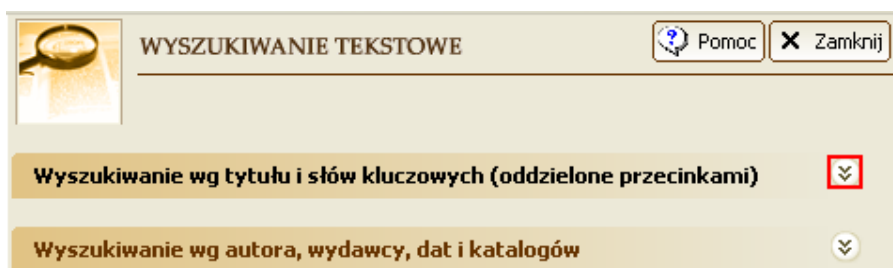 WYSZUKIWANIE TEKSTOWE
Pomoc
Zamknij
Wyszukiwanie wg tytułu i słów kluczowych (oddzielone przecinkami)
Wyszukiwanie wg autora, wydawcy, dat i katalogów